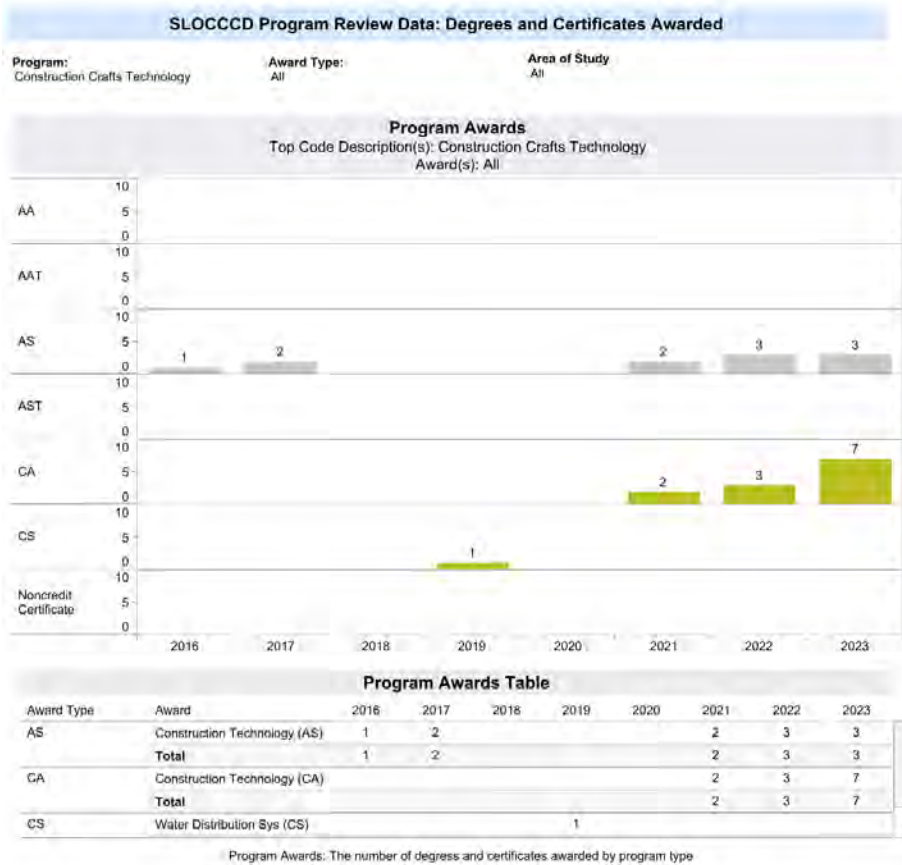 SLOCCCD Program Review Data: Degrees and Certificates Awarded
Program: Award Type: Area of Study
Construction Crafts Technology All All
Program Awards
Top Code Description(s): Construction Crafts Technology
Award(s): All
10
AA 5
0
10
AAT 5
0
10
AS 5 1 2 2 3 3
0
10
AST 5
0
10
CA 5 2 3 7
0
10
CS 5 1
0
10
Noncredit
Certificate 5
0
2016 2017 2018 2019 2020 2021 2022 2023
Program Awards Table
Award Type Award 2016 2017 2018 2019 2020 2021 2022 2023
AS Construction Technology (AS) 1 2 2 3 3
Total 1 2 2 3 3
CA Construction Technology (CA) 2 3 7
Total 2 3 7
CS Water Distribution Sys (CS) 1
Program Awards: The number of degress and certificates awarded by program type